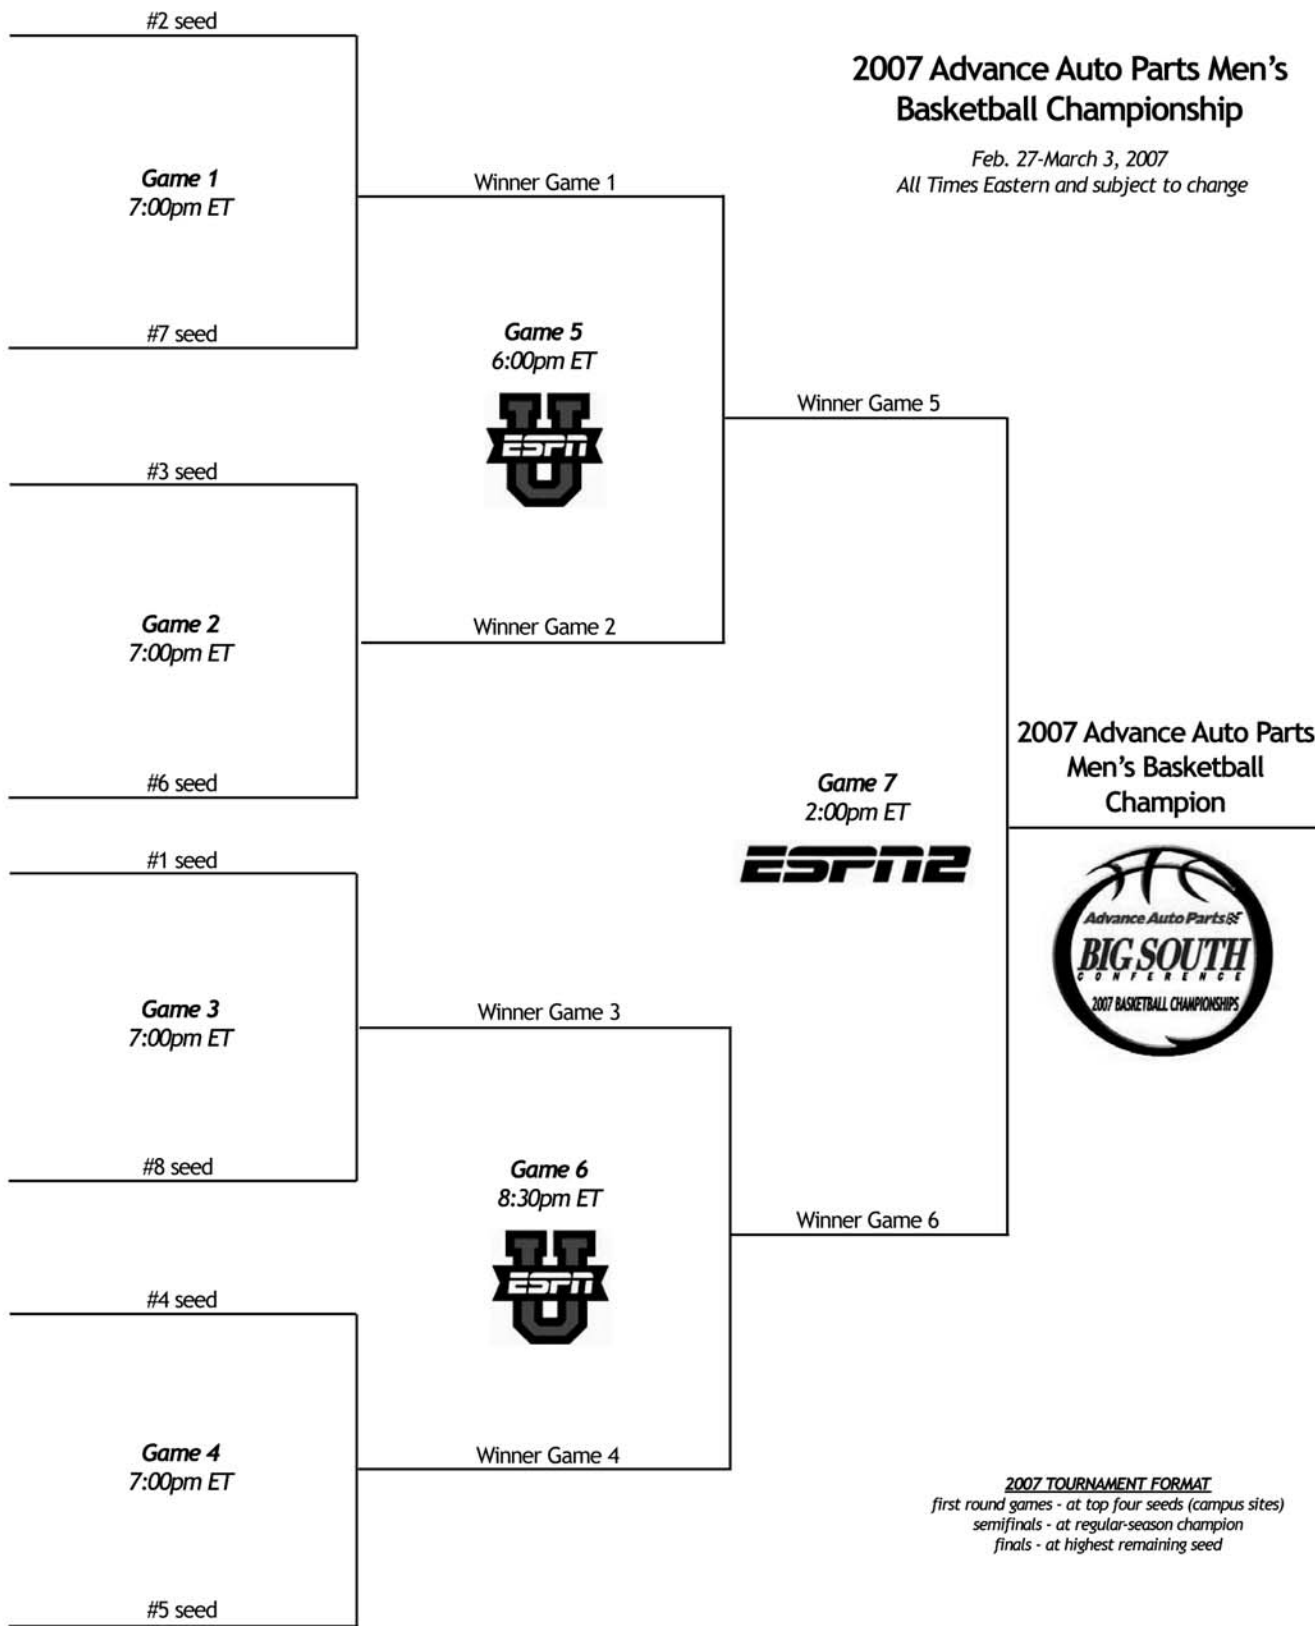 #2 seed
2007 Advance Auto Parts Men's
Basketball Championship
Feb. 27-March 3, 2007
All Times Eastern and subject to change
Game 1
7:00pm ET
Winner Game 1
#7 seed
Game 5
6:00pm ET
U
ESPN
Winner Game 5
#3 seed
Game 2
7:00pm ET
Winner Game 2
#6 seed
Game 7
2:00pm ET
ESPN2
2007 Advance Auto Parts
Men's Basketball
Champion
Advance Auto Parts
BIG SOUTH
CONFERENCE
2007 BASKETBALL CHAMPIONSHIPS
#1 seed
Game 3
7:00pm ET
Winner Game 3
#8 seed
Game 6
8:30pm ET
U
ESPN
Winner Game 6
#4 seed
Game 4
7:00pm ET
Winner Game 4
#5 seed
2007 TOURNAMENT FORMAT
first round games - at top four seeds (campus sites)
semifinals - at regular-season champion
finals - at highest remaining seed